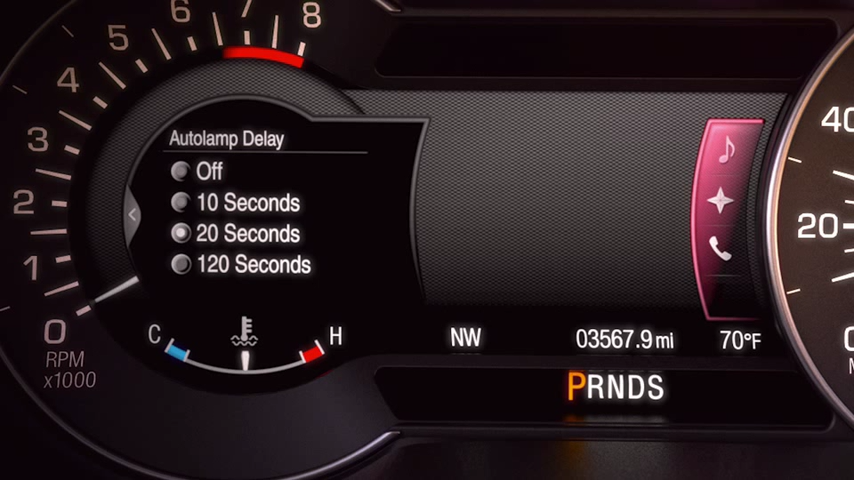 8
7
6
5
4
3
2
1
0
RPM
x1000
Autolamp Delay
Off
10 Seconds
20 Seconds
120 Seconds
C
H
NW
03567.9 mi
70°F
PRNDS
40
20
0